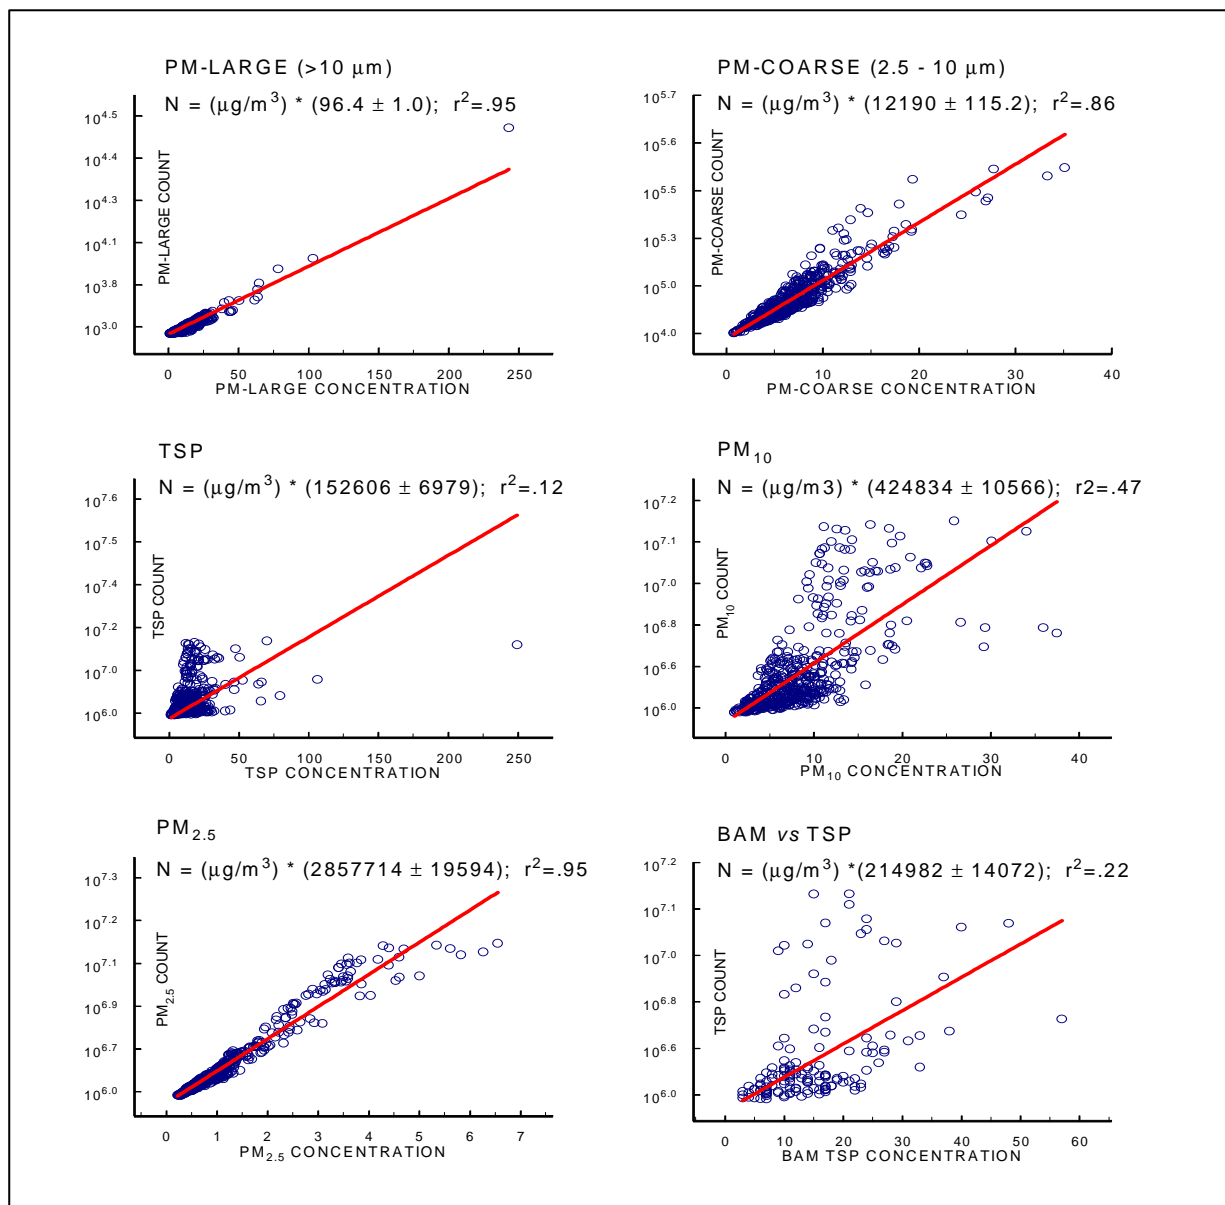 PM-LARGE (>10 μm)
N = (μg/m³) * (96.4 ± 1.0); r²=.95
10^4.5
10^4.4
10^4.3
10^4.1
10^3.8
10^3.0
PM-LARGE COUNT
0 50 100 150 200 250
PM-LARGE CONCENTRATION
PM-COARSE (2.5 - 10 μm)
N = (μg/m³) * (12190 ± 115.2); r²=.86
10^5.7
10^5.6
10^5.5
10^5.3
10^5.0
10^4.0
PM-COARSE COUNT
0 10 20 30 40
PM-COARSE CONCENTRATION
TSP
N = (μg/m³) * (152606 ± 6979); r²=.12
10^7.6
10^7.5
10^7.4
10^7.2
10^7.0
10^6.0
TSP COUNT
0 50 100 150 200 250
TSP CONCENTRATION
PM₁₀
N = (μg/m3) * (424834 ± 10566); r2=.47
10^7.2
10^7.1
10^7.0
10^6.8
10^6.6
10^6.0
PM₁₀ COUNT
0 10 20 30 40
PM₁₀ CONCENTRATION
PM₂.₅
N = (μg/m³) * (2857714 ± 19594); r²=.95
10^7.3
10^7.2
10^7.1
10^6.9
10^6.7
10^6.0
PM₂.₅ COUNT
0 1 2 3 4 5 6 7
PM₂.₅ CONCENTRATION
BAM vs TSP
N = (μg/m³) *(214982 ± 14072); r²=.22
10^7.2
10^7.1
10^7.0
10^6.8
10^6.6
10^6.0
TSP COUNT
0 10 20 30 40 50 60
BAM TSP CONCENTRATION